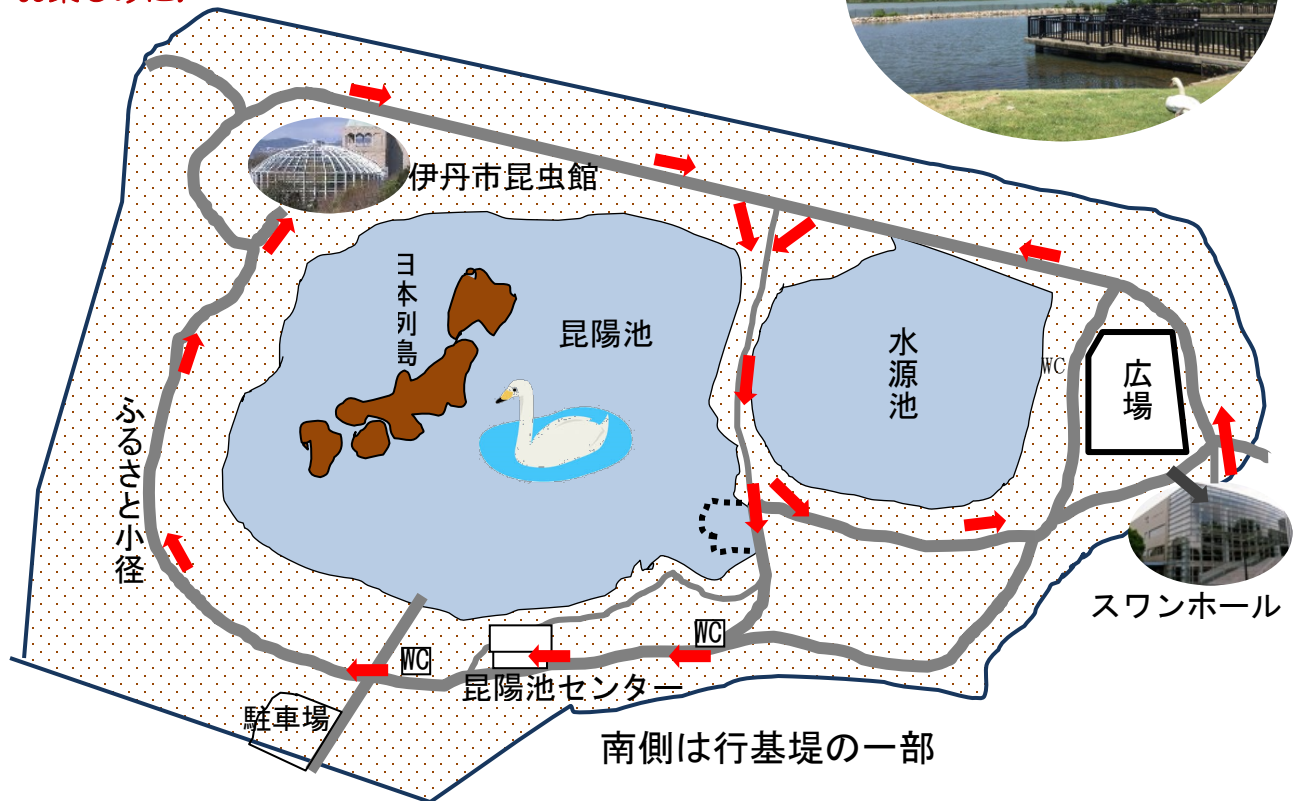 伊丹市昆虫館
日本列島
昆陽池
水源池
WC
広場
ふるさと小径
スワンホール
WC
WC
昆陽池センター
駐車場
南側は行基堤の一部